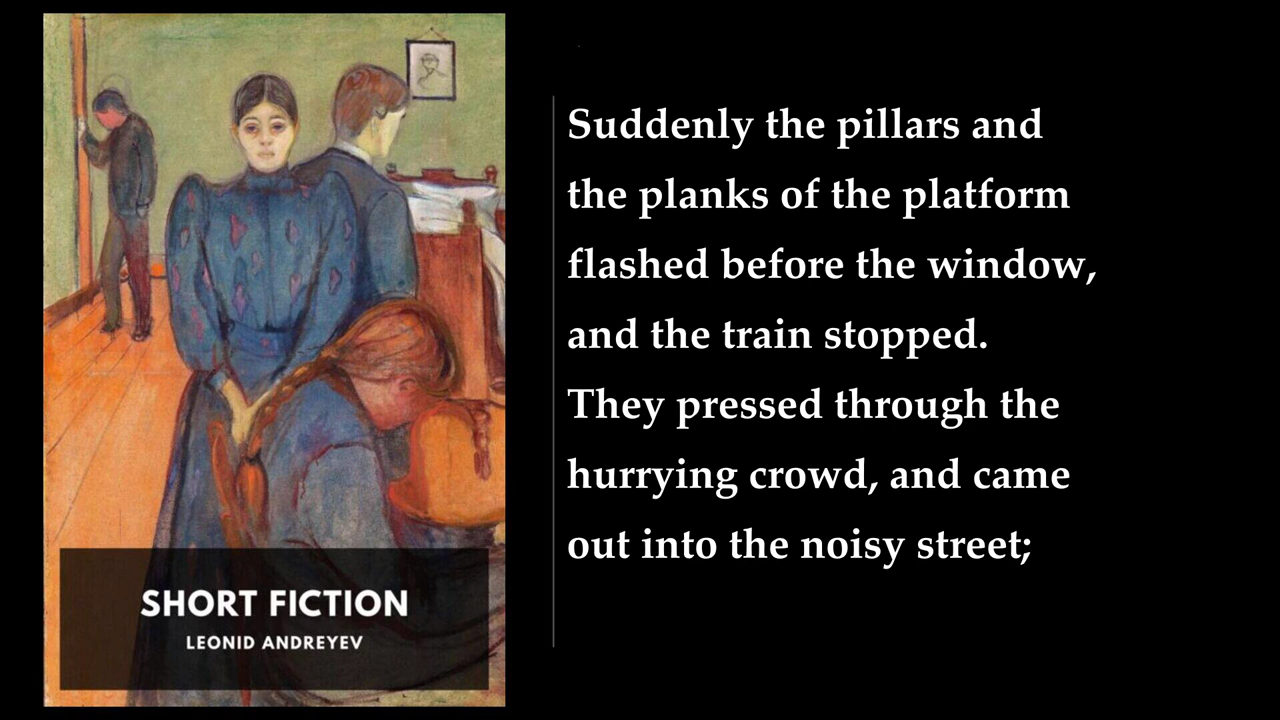 SHORT FICTION
LEONID ANDREYEV
Suddenly the pillars and
the planks of the platform
flashed before the window,
and the train stopped.
They pressed through the
hurrying crowd, and came
out into the noisy street;